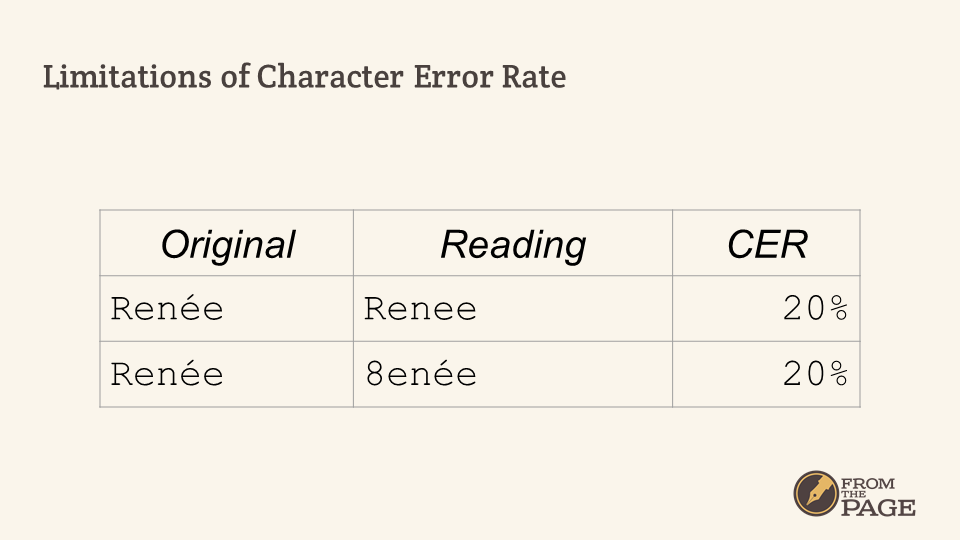 Limitations of Character Error Rate
Original Reading CER
Renée Renee 20%
Renée 8enée 20%
FROM
THE
PAGE